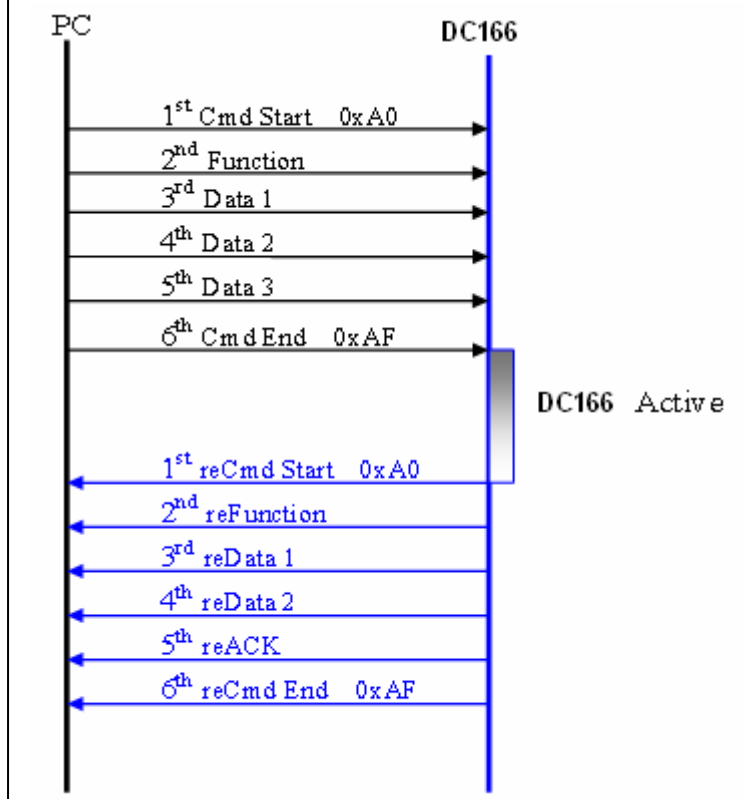 PC
DC166
1st Cmd Start 0xA0
2nd Function
3rd Data 1
4th Data 2
5th Data 3
6th Cmd End 0xAF
DC166 Active
1st reCmd Start 0xA0
2nd reFunction
3rd reData 1
4th reData 2
5th reACK
6th reCmd End 0xAF